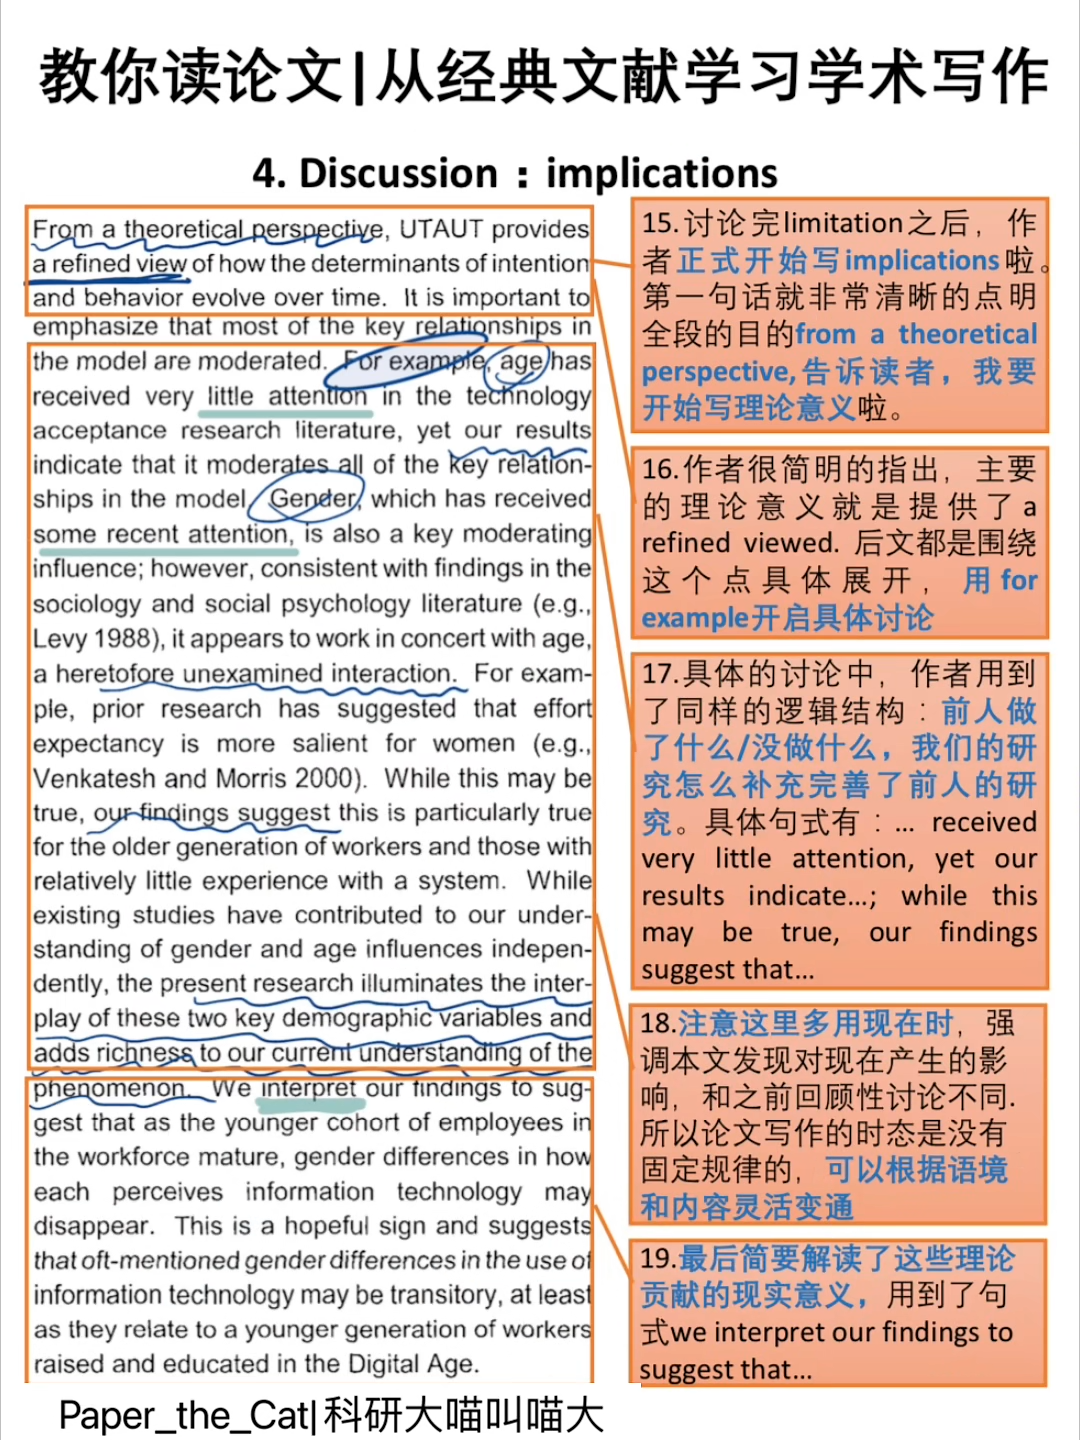 教你读论文|从经典文献学习学术写作
4. Discussion：implications
From a theoretical perspective, UTAUT provides
a refined view of how the determinants of intention
and behavior evolve over time. It is important to
emphasize that most of the key relationships in
the model are moderated. For example, age has
received very little attention in the technology
acceptance research literature, yet our results
indicate that it moderates all of the key relation-
ships in the model. Gender, which has received
some recent attention, is also a key moderating
influence; however, consistent with findings in the
sociology and social psychology literature (e.g.,
Levy 1988), it appears to work in concert with age,
a heretofore unexamined interaction. For exam-
ple, prior research has suggested that effort
expectancy is more salient for women (e.g.,
Venkatesh and Morris 2000). While this may be
true, our findings suggest this is particularly true
for the older generation of workers and those with
relatively little experience with a system. While
existing studies have contributed to our under-
standing of gender and age influences indepen-
dently, the present research illuminates the inter-
play of these two key demographic variables and
adds richness to our current understanding of the
phenomenon. We interpret our findings to sug-
gest that as the younger cohort of employees in
the workforce mature, gender differences in how
each perceives information technology may
disappear. This is a hopeful sign and suggests
that oft-mentioned gender differences in the use of
information technology may be transitory, at least
as they relate to a younger generation of workers
raised and educated in the Digital Age.
15.讨论完limitation之后，作
者正式开始写implications啦。
第一句话就非常清晰的点明
全段的目的from a theoretical
perspective,告诉读者，我要
开始写理论意义啦。
16.作者很简明的指出，主要
的理论意义就是提供了a
refined viewed. 后文都是围绕
这个点具体展开，用for
example开启具体讨论
17.具体的讨论中，作者用到
了同样的逻辑结构：前人做
了什么/没做什么，我们的研
究怎么补充完善了前人的研
究。具体句式有：… received
very little attention, yet our
results indicate…; while this
may be true, our findings
suggest that…
18.注意这里多用现在时，强
调本文发现对现在产生的影
响，和之前回顾性讨论不同.
所以论文写作的时态是没有
固定规律的，可以根据语境
和内容灵活变通
19.最后简要解读了这些理论
贡献的现实意义，用到了句
式we interpret our findings to
suggest that…
Paper_the_Cat|科研大喵叫喵大